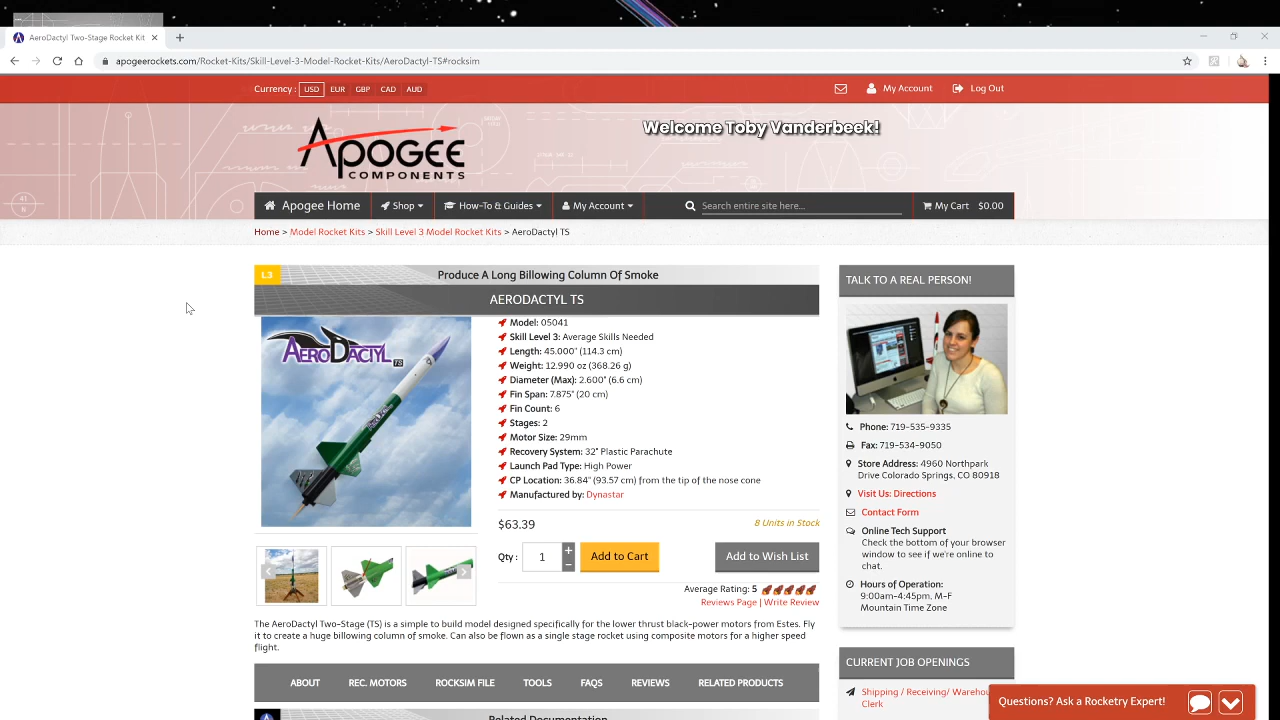 AeroDactyl Two-Stage Rocket Kit
apogeerockets.com/Rocket-Kits/Skill-Level-3-Model-Rocket-Kits/AeroDactyl-TS#rocksim
Currency : USD EUR GBP CAD AUD
My Account
Log Out
Welcome Toby Vanderbeek!
APOGEE
COMPONENTS
Apogee Home
Shop
How-To & Guides
My Account
Search entire site here...
My Cart $0.00
Home > Model Rocket Kits > Skill Level 3 Model Rocket Kits > AeroDactyl TS
L3
Produce A Long Billowing Column Of Smoke
AERODACTYL TS
AERODACTYL TS
Model: 05041
Skill Level 3: Average Skills Needed
Length: 45.000" (114.3 cm)
Weight: 12.990 oz (368.26 g)
Diameter (Max): 2.600" (6.6 cm)
Fin Span: 7.875" (20 cm)
Fin Count: 6
Stages: 2
Motor Size: 29mm
Recovery System: 32" Plastic Parachute
Launch Pad Type: High Power
CP Location: 36.84" (93.57 cm) from the tip of the nose cone
Manufactured by: Dynastar
$63.39
8 Units in Stock
Qty : 1 + −
Add to Cart
Add to Wish List
Average Rating: 5
Reviews Page | Write Review
The AeroDactyl Two-Stage (TS) is a simple to build model designed specifically for the lower thrust black-power motors from Estes. Fly
it to create a huge billowing column of smoke. Can also be flown as a single stage rocket using composite motors for a higher speed
flight.
ABOUT
REC. MOTORS
ROCKSIM FILE
TOOLS
FAQS
REVIEWS
RELATED PRODUCTS
Related Documentation
TALK TO A REAL PERSON!
Phone: 719-535-9335
Fax: 719-534-9050
Store Address: 4960 Northpark
Drive Colorado Springs, CO 80918
Visit Us: Directions
Contact Form
Online Tech Support
Check the bottom of your browser
window to see if we're online to
chat.
Hours of Operation:
9:00am-4:45pm, M-F
Mountain Time Zone
CURRENT JOB OPENINGS
Shipping / Receiving/ Warehou
Clerk
Questions? Ask a Rocketry Expert!